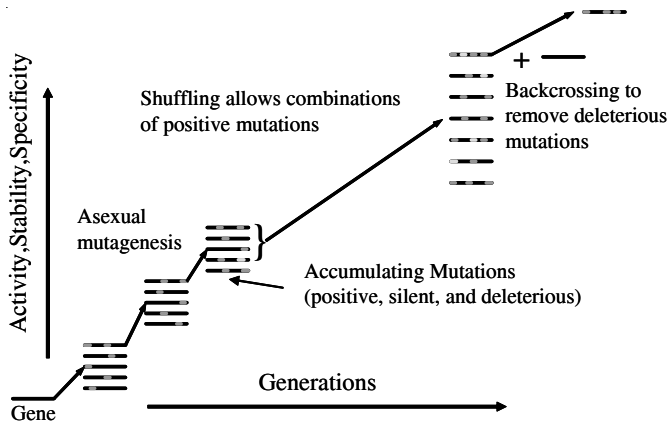 Activity,Stability,Specificity
Shuffling allows combinations
of positive mutations
+
Backcrossing to
remove deleterious
mutations
Asexual
mutagenesis
}
Accumulating Mutations
(positive, silent, and deleterious)
Generations
Gene